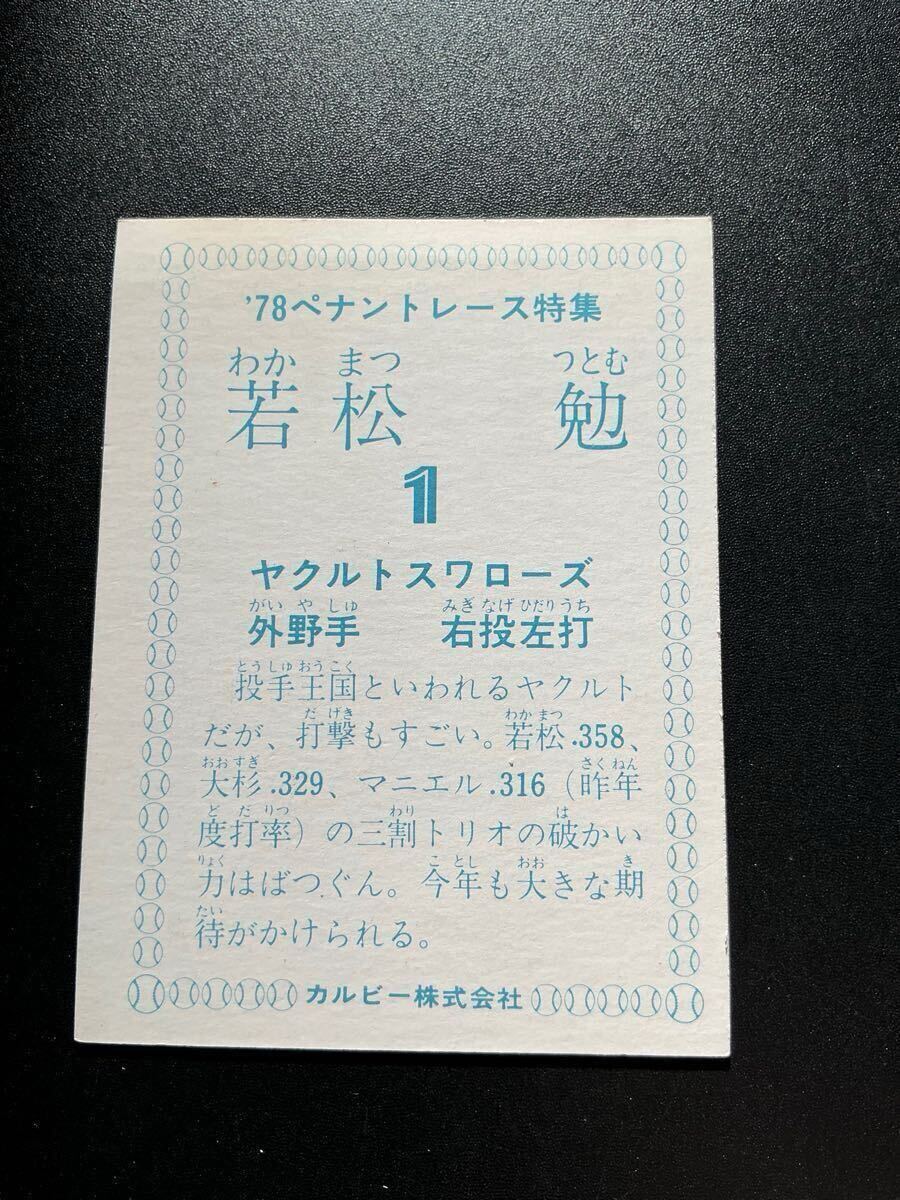 '78ペナントレース特集
わか まつ つとむ
若松 勉
1
ヤクルトスワローズ
がいやしゅ みぎなげひだりうち
外野手 右投左打
とうしゅおうこく
投手王国といわれるヤクルト
だげき わかまつ
だが、打撃もすごい。若松.358、
おおすぎ さくねん
大杉.329、マニエル.316（昨年
どだりつ わり は
度打率）の三割トリオの破かい
りょく ことし おお き
力はばつぐん。今年も大きな期
たい
待がかけられる。
カルビー株式会社